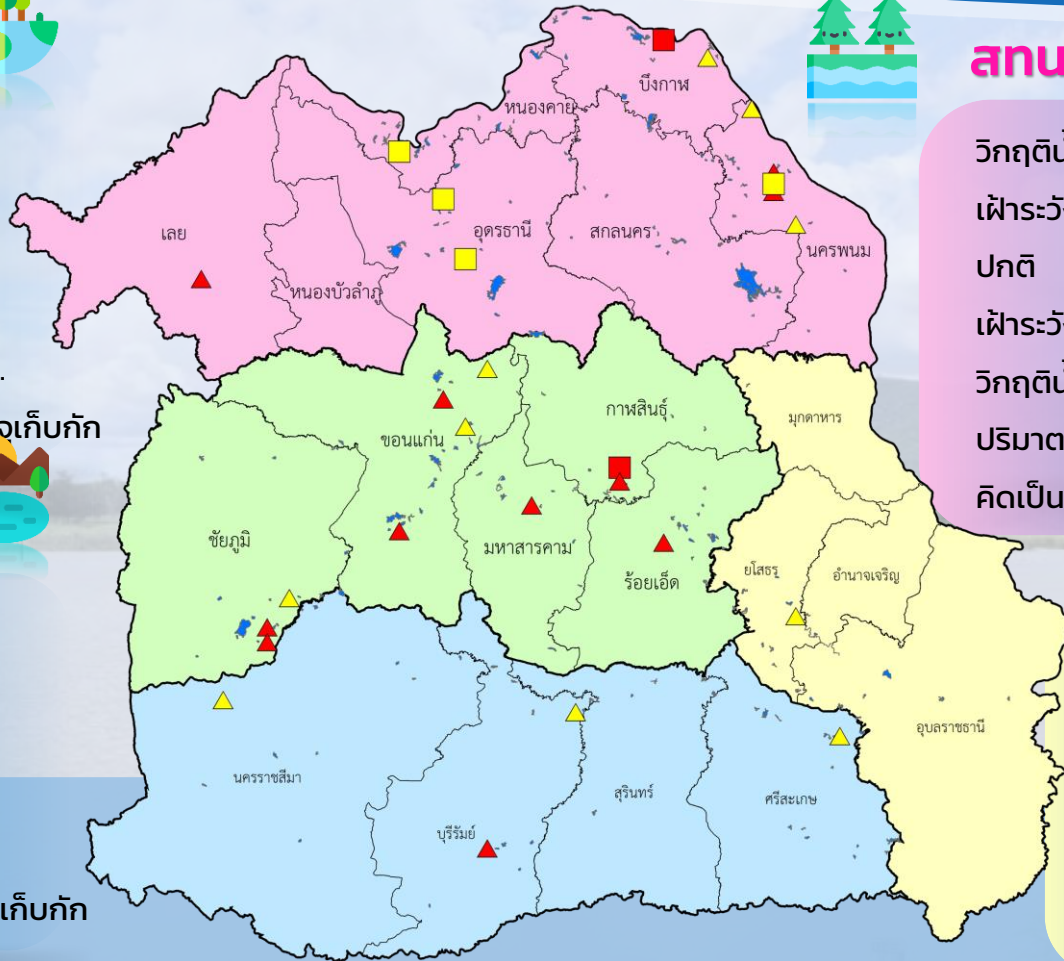 สทน
วิกฤติน้
เฝ้าระวั
ปกติ
เฝ้าระวั
วิกฤติน้
ปริมาต
คิดเป็น
บึงกาฬ
หนองคาย
เลย
อุดรธานี
สกลนคร
นครพนม
หนองบัวลำภู
กาฬสินธุ์
มุกดาหาร
ขอนแก่น
เก็บกัก
ชัยภูมิ
มหาสารคาม
ร้อยเอ็ด
ยโสธร
อำนาจเจริญ
อุบลราชธานี
นครราชสีมา
สุรินทร์
ศรีสะเกษ
บุรีรัมย์
เก็บกัก